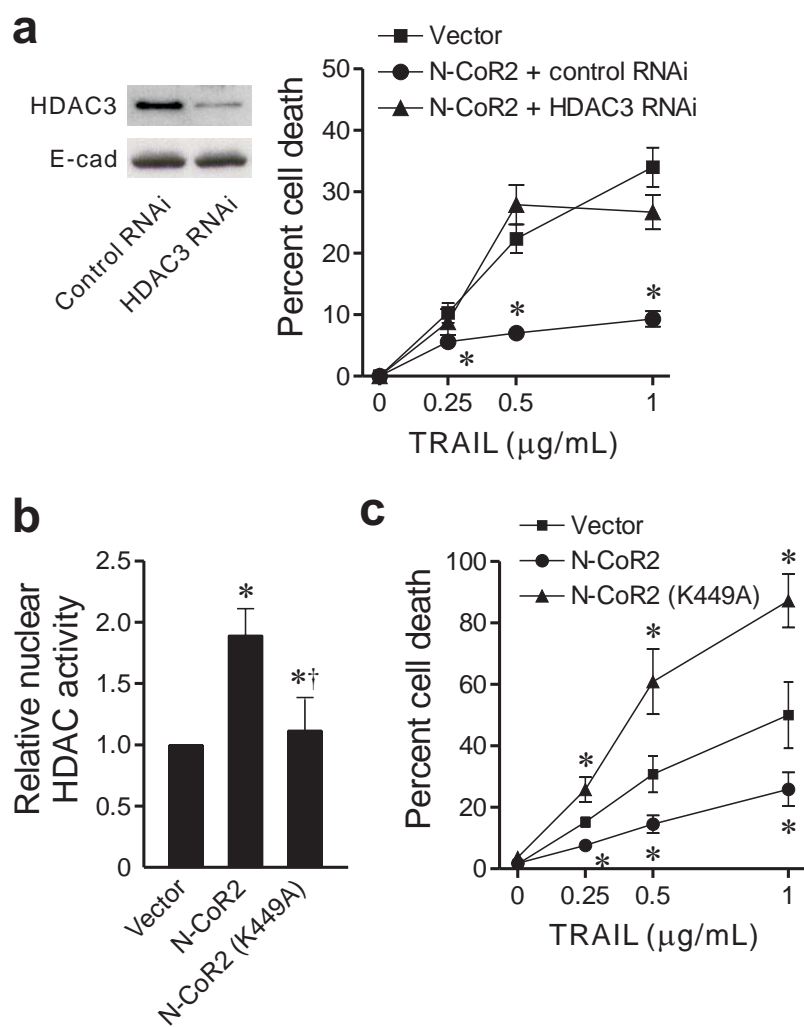 a
HDAC3
E-cad
Control RNAi
HDAC3 RNAi
Vector
N-CoR2 + control RNAi
N-CoR2 + HDAC3 RNAi
Percent cell death
50
40
30
20
10
0
* * *
0 0.25 0.5 1
TRAIL (μg/mL)
b
Relative nuclear
HDAC activity
2.5
2.0
1.5
1.0
0.5
0
*
*†
Vector
N-CoR2
N-CoR2 (K449A)
c
Vector
N-CoR2
N-CoR2 (K449A)
Percent cell death
100
80
60
40
20
0
* * *
* * *
0 0.25 0.5 1
TRAIL (μg/mL)